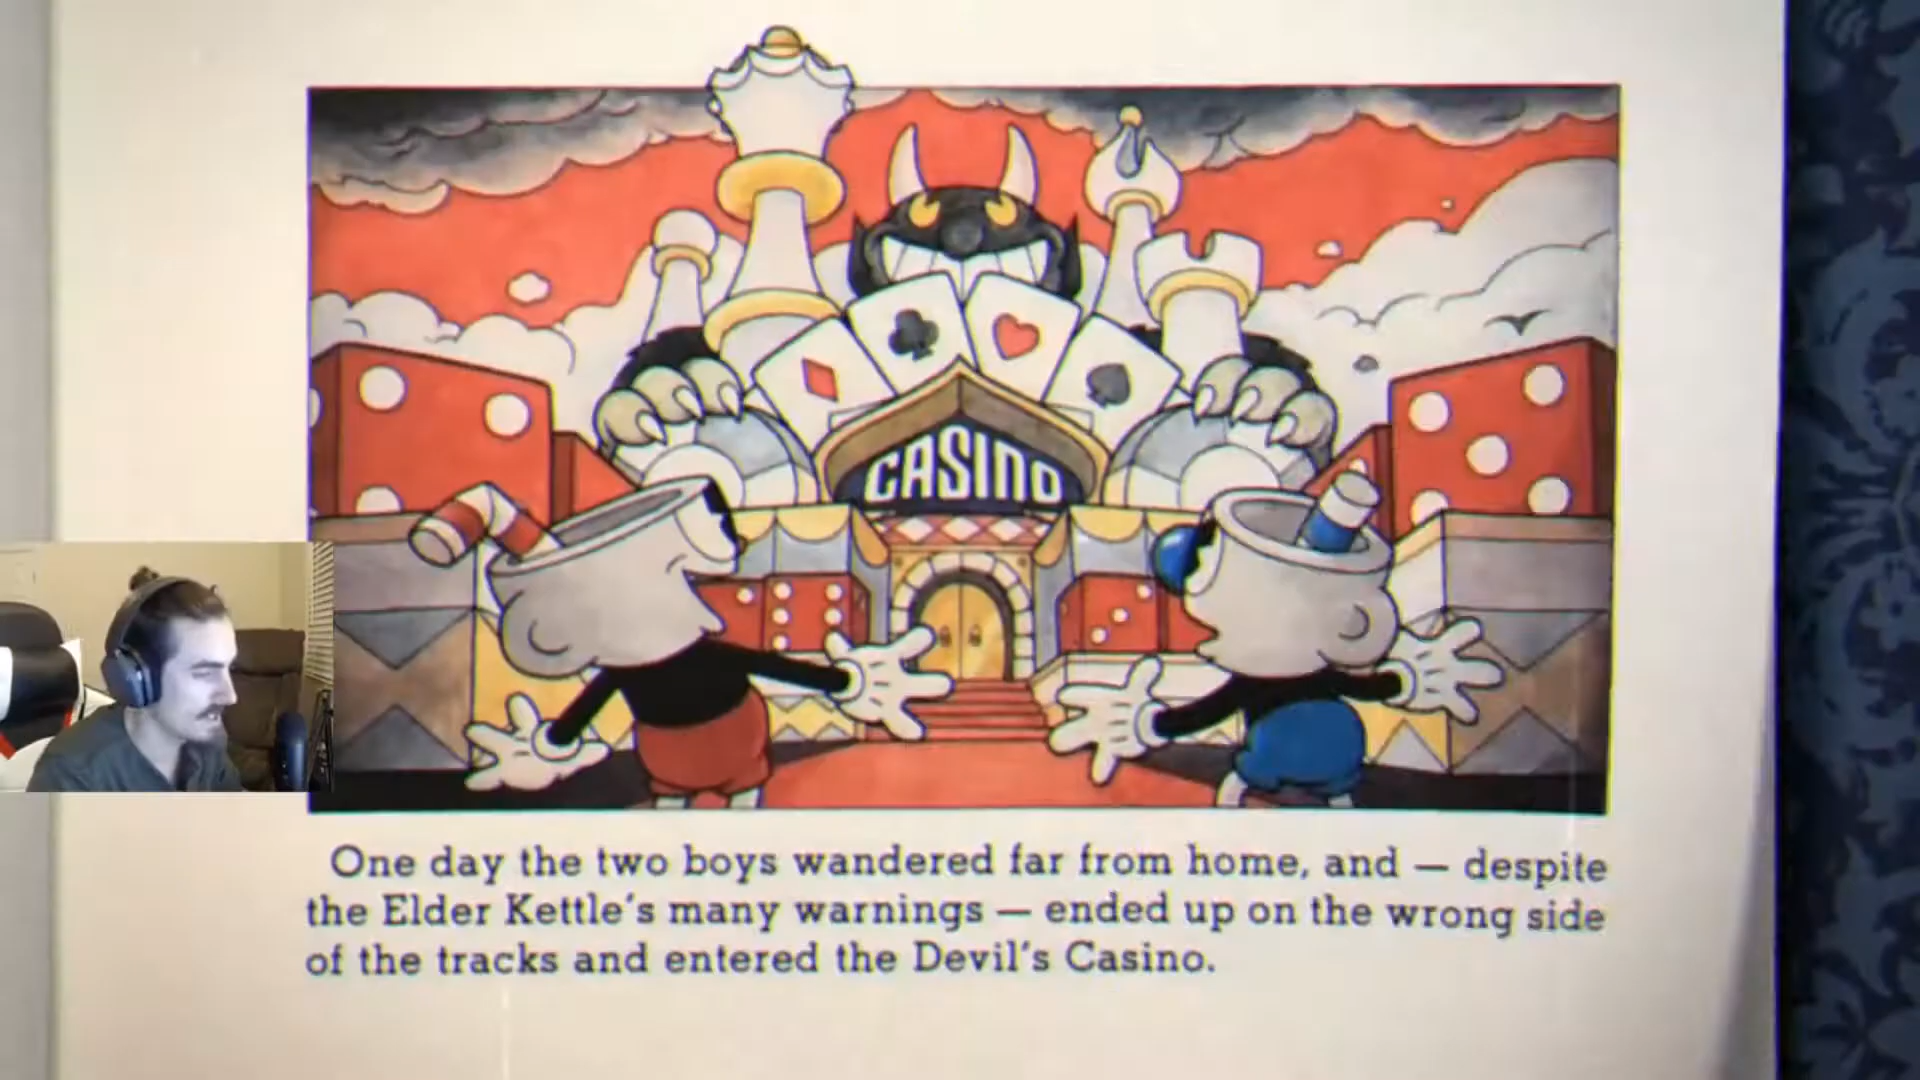 CASINO
One day the two boys wandered far from home, and — despite
the Elder Kettle's many warnings — ended up on the wrong side
of the tracks and entered the Devil's Casino.